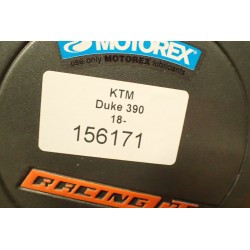 MOTOREX
use only MOTOREX lubricants
KTM
Duke 390
18-
156171
RACING